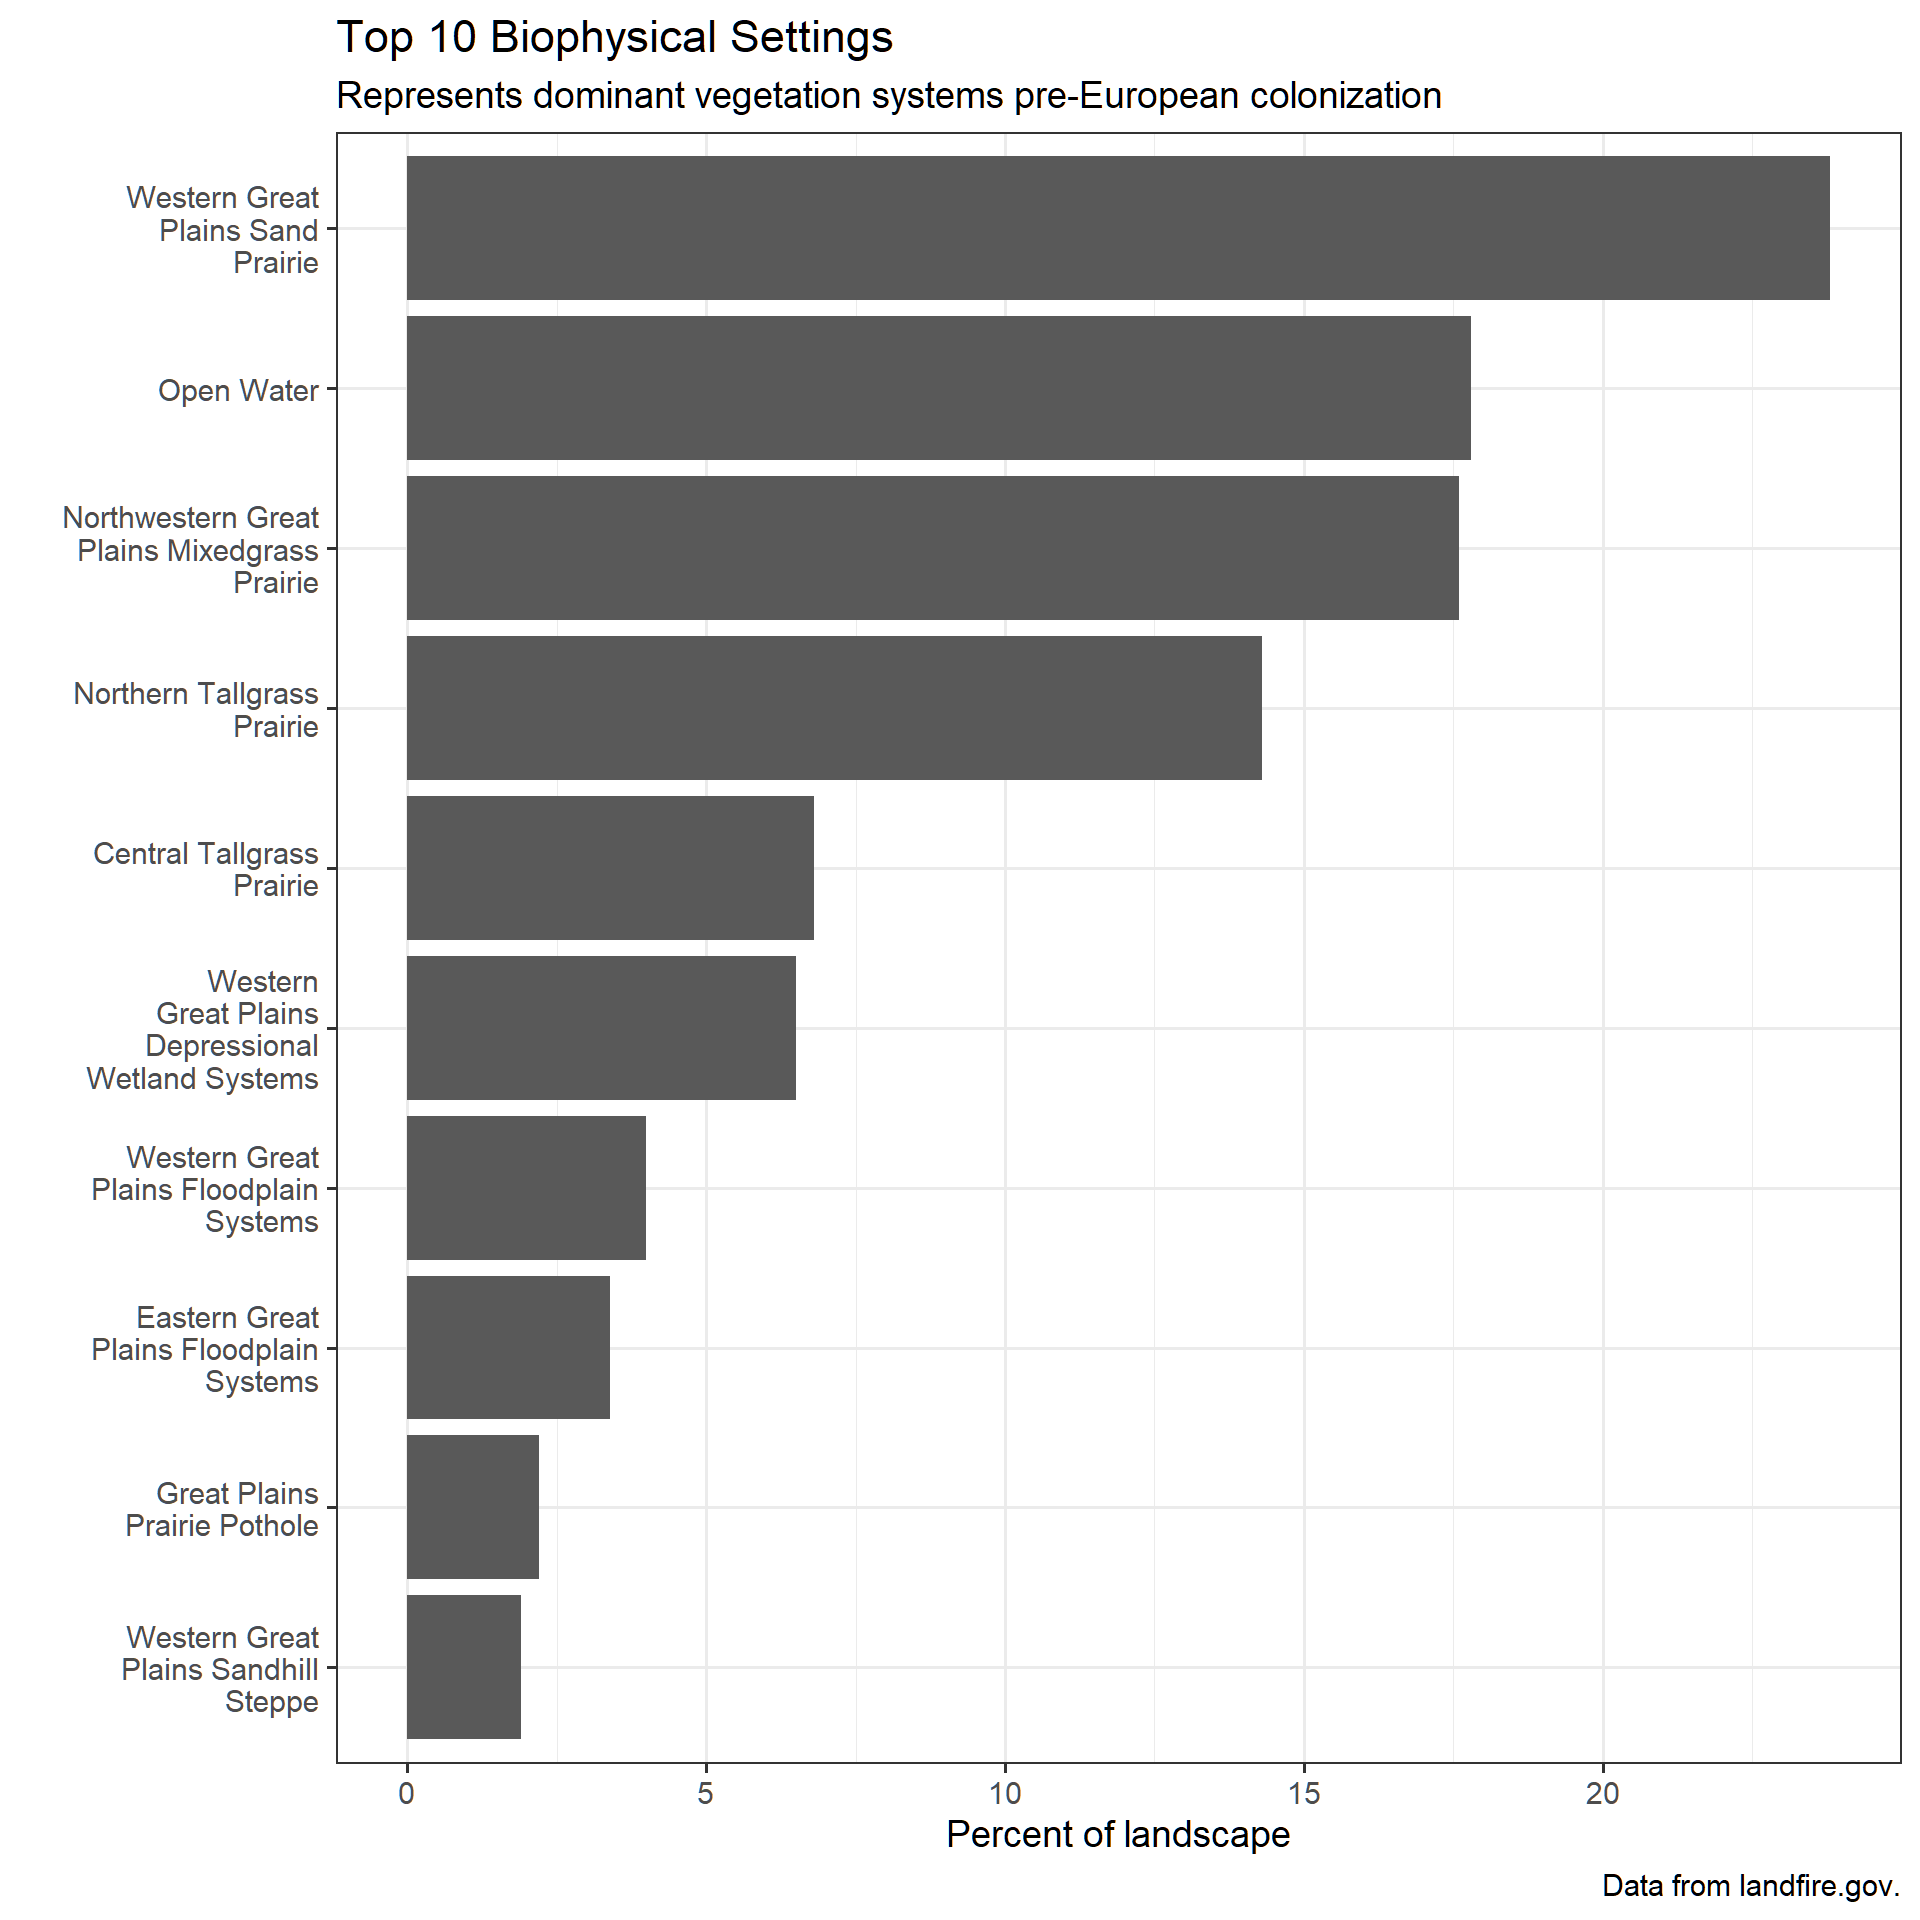 Top 10 Biophysical Settings
Represents dominant vegetation systems pre-European colonization
Western Great
Plains Sand
Prairie
Open Water
Northwestern Great
Plains Mixedgrass
Prairie
Northern Tallgrass
Prairie
Central Tallgrass
Prairie
Western
Great Plains
Depressional
Wetland Systems
Western Great
Plains Floodplain
Systems
Eastern Great
Plains Floodplain
Systems
Great Plains
Prairie Pothole
Western Great
Plains Sandhill
Steppe
0 5 10 15 20
Percent of landscape
Data from landfire.gov.